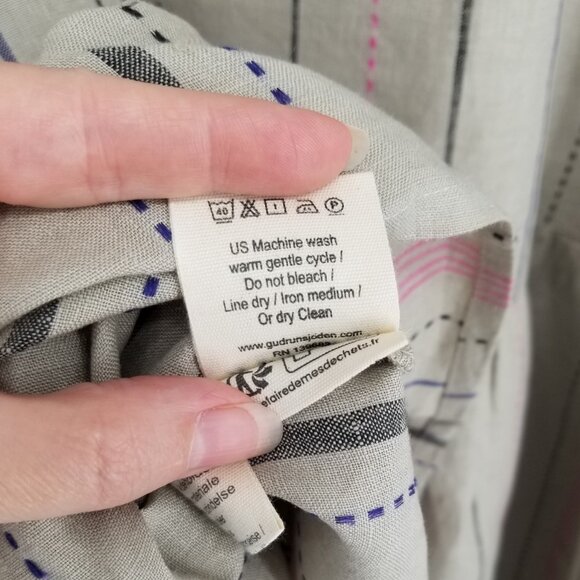 40 P
US Machine wash
warm gentle cycle /
Do not bleach /
Line dry / Iron medium /
Or dry Clean
www.gudrunsjoden.com
efairedemesdechets.fr